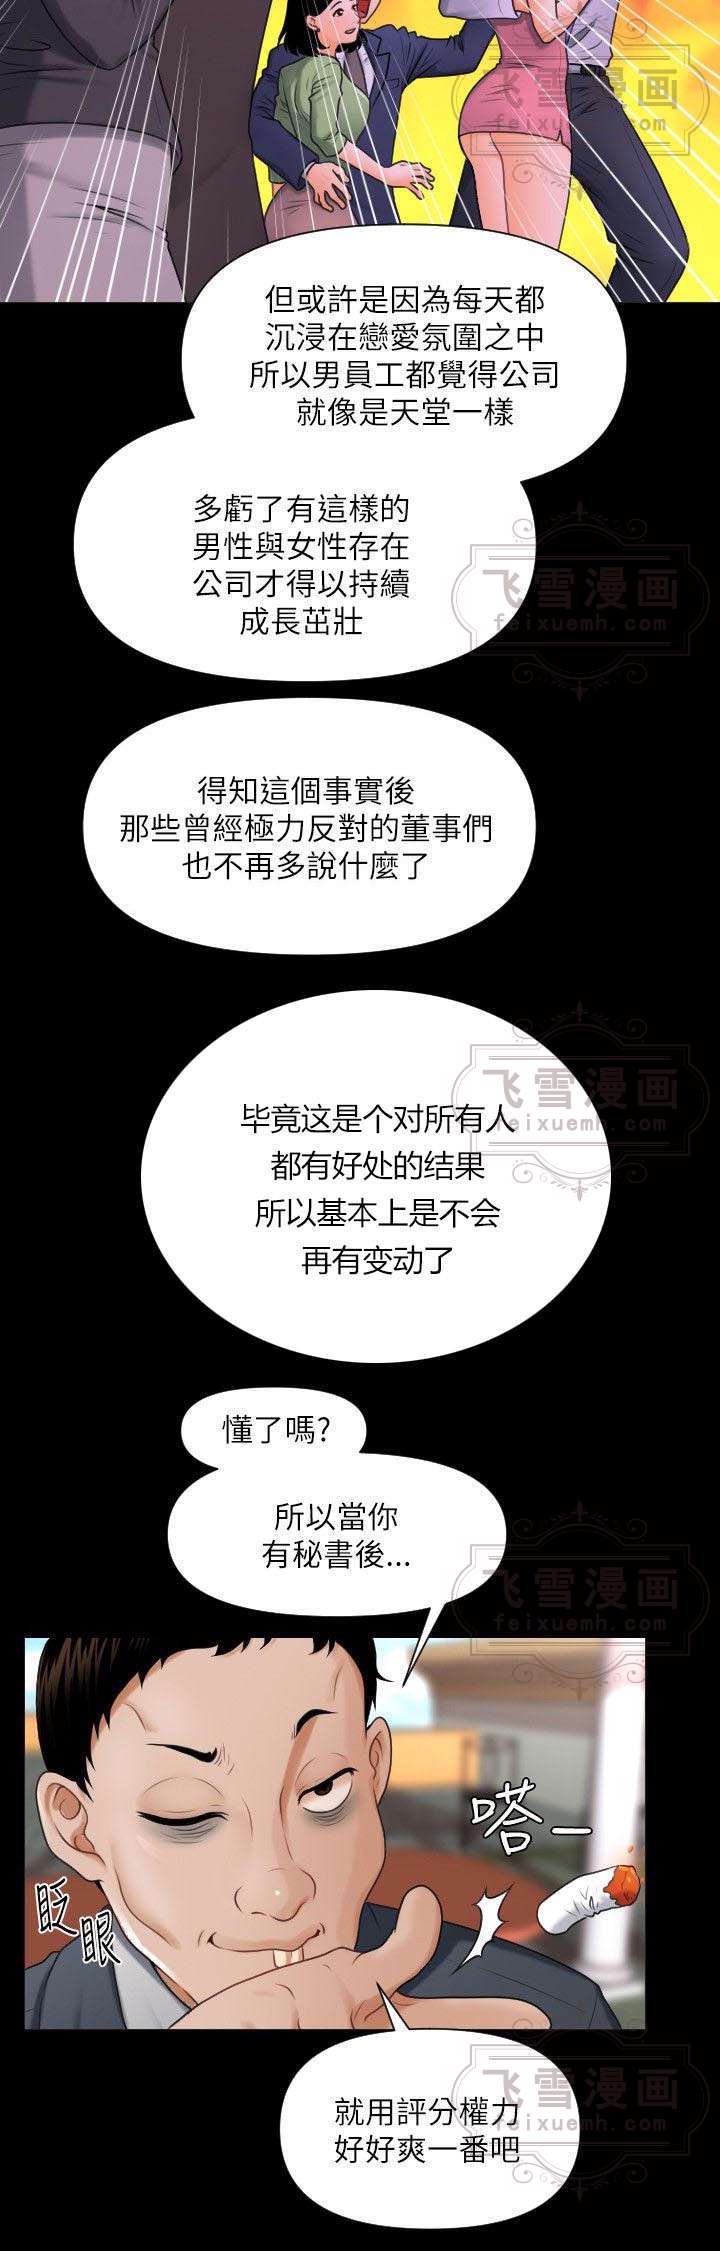 飞雪漫画
feixuemh.com
但或許是因為每天都
沉浸在戀愛氛圍之中
所以男員工都覺得公司
就像是天堂一樣
多虧了有這樣的
男性與女性存在
公司才得以持續
成長茁壯
飞雪漫画
feixuemh.com
得知這個事實後
那些曾經極力反對的董事們
也不再多說什麼了
飞雪漫画
feixuemh.com
毕竟这是个对所有人
都有好处的结果
所以基本上是不会
再有变动了
懂了嗎?
所以當你
有秘書後...
飞雪漫画
feixuemh.com
嗒–
眨眼
就用評分權力
好好爽一番吧
飞雪漫画
feixuemh.com